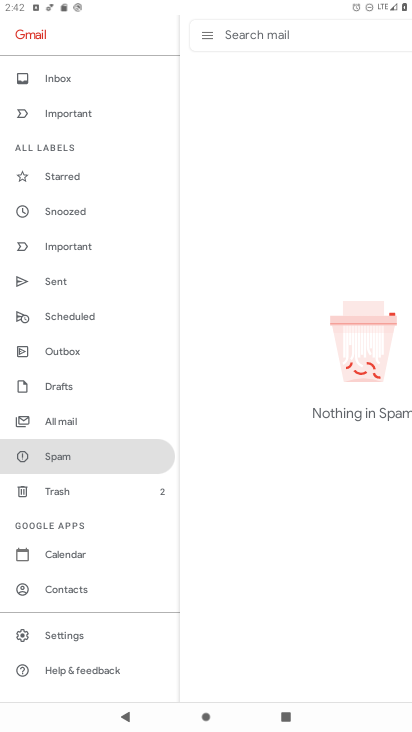 2:42
LTE
Gmail
Search mail
Inbox
Important
ALL LABELS
Starred
Snoozed
Important
Sent
Scheduled
Outbox
Drafts
All mail
Spam
Nothing in Spam
Trash 2
GOOGLE APPS
Calendar
Contacts
Settings
Help & feedback